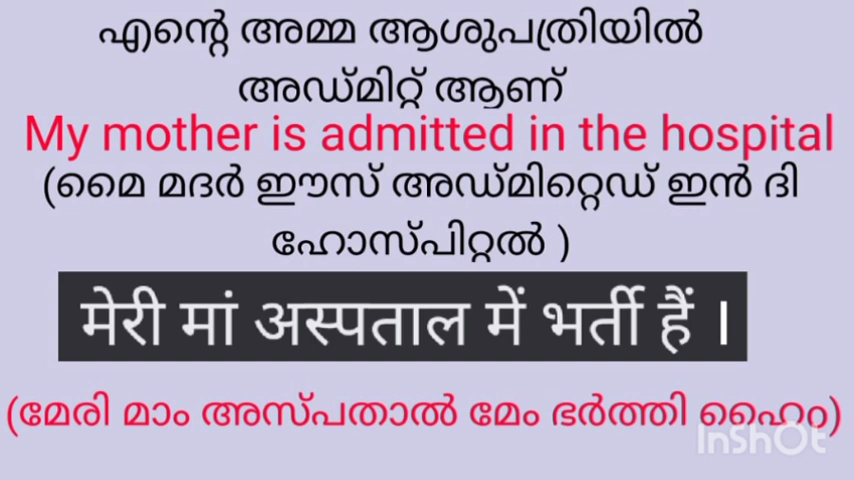 എന്റെ അമ്മ ആശുപത്രിയിൽ
അഡ്മിറ്റ് ആണ്
My mother is admitted in the hospital
(മൈ മദർ ഈസ് അഡ്മിറ്റെഡ് ഇൻ ദി
ഹോസ്പിറ്റൽ )
मेरी मां अस्पताल में भर्ती हैं ।
(മേരി മാം അസ്പതാൽ മേം ഭർത്തി ഹൈം)
InShOt